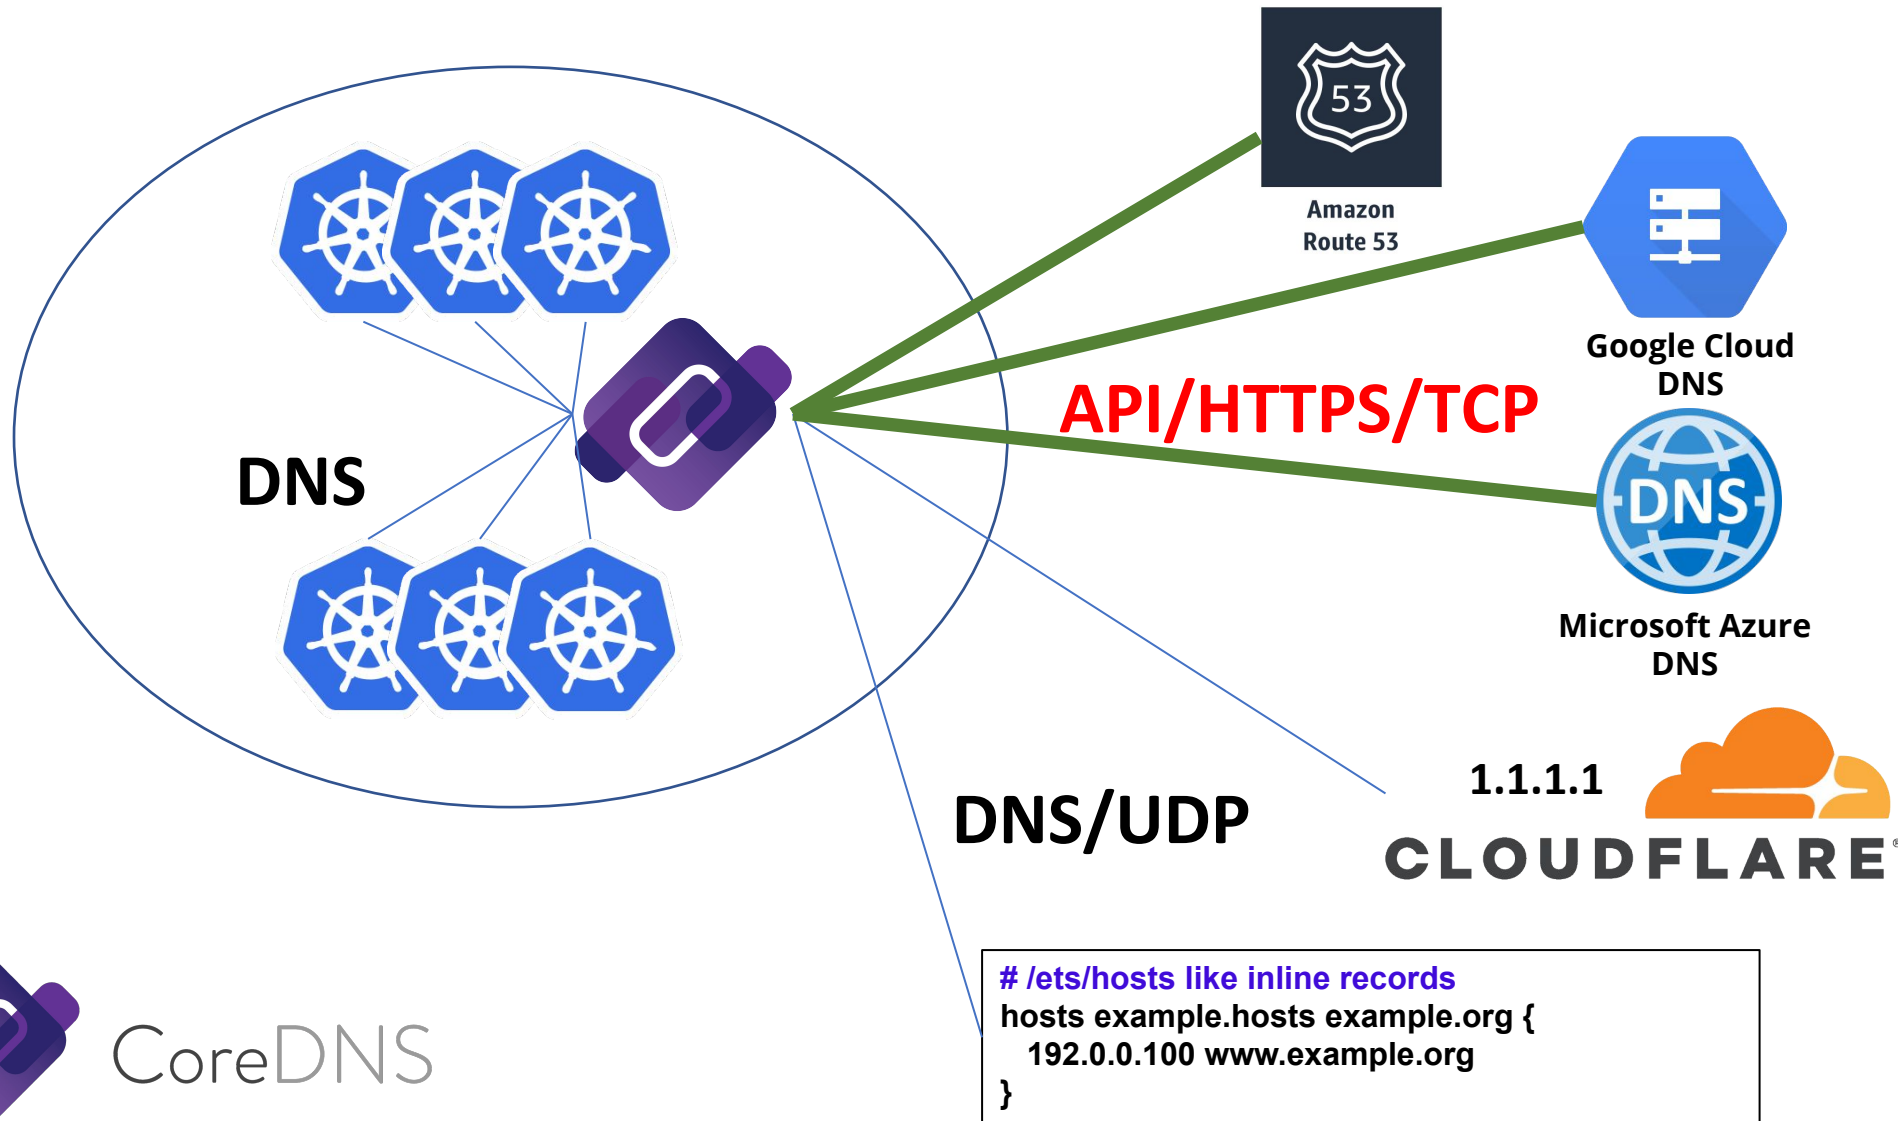 53
Amazon
Route 53
Google Cloud
DNS
API/HTTPS/TCP
DNS
DNS
Microsoft Azure
DNS
1.1.1.1
DNS/UDP
CLOUDFLARE®
# /ets/hosts like inline records
hosts example.hosts example.org {
192.0.0.100 www.example.org
}
CoreDNS